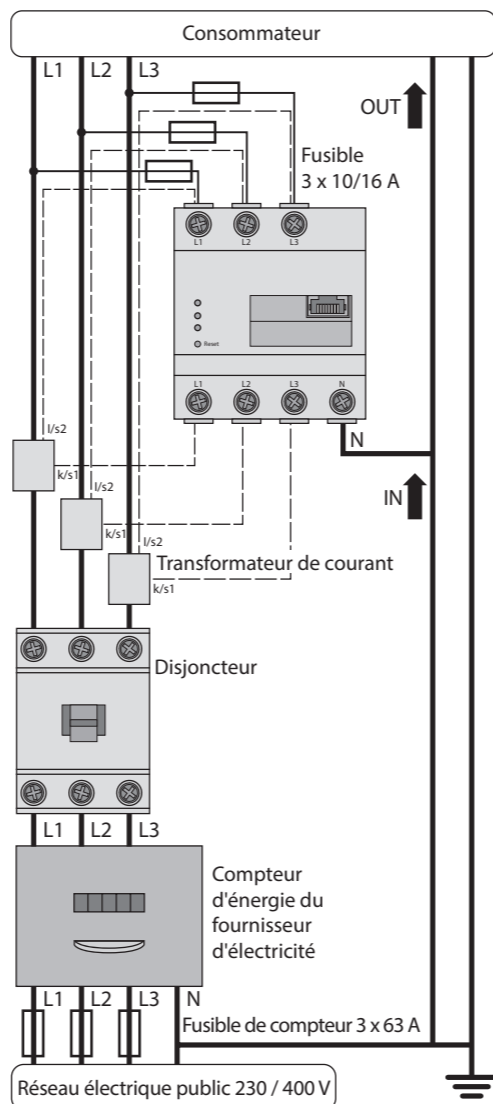 Consommateur
L1 L2 L3
OUT
Fusible
3 x 10/16 A
L1 L2 L3
Reset
L1 L2 L3 N
N
l/s2
k/s1
IN
l/s2
k/s1
l/s2
Transformateur de courant
k/s1
Disjoncteur
L1 L2 L3
Compteur
d'énergie du
fournisseur
d'électricité
L1 L2 L3 N
Fusible de compteur 3 x 63 A
Réseau électrique public 230 / 400 V